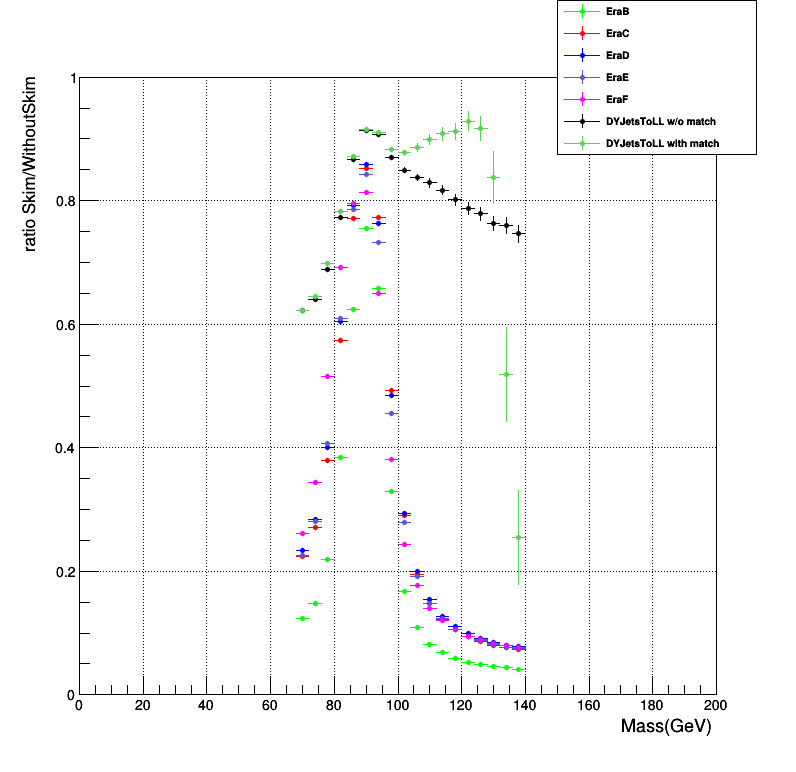 EraB
EraC
EraD
EraE
EraF
DYJetsToLL w/o match
DYJetsToLL with match
ratio Skim/WithoutSkim
1
0.8
0.6
0.4
0.2
0
0 20 40 60 80 100 120 140 160 180 200
Mass(GeV)